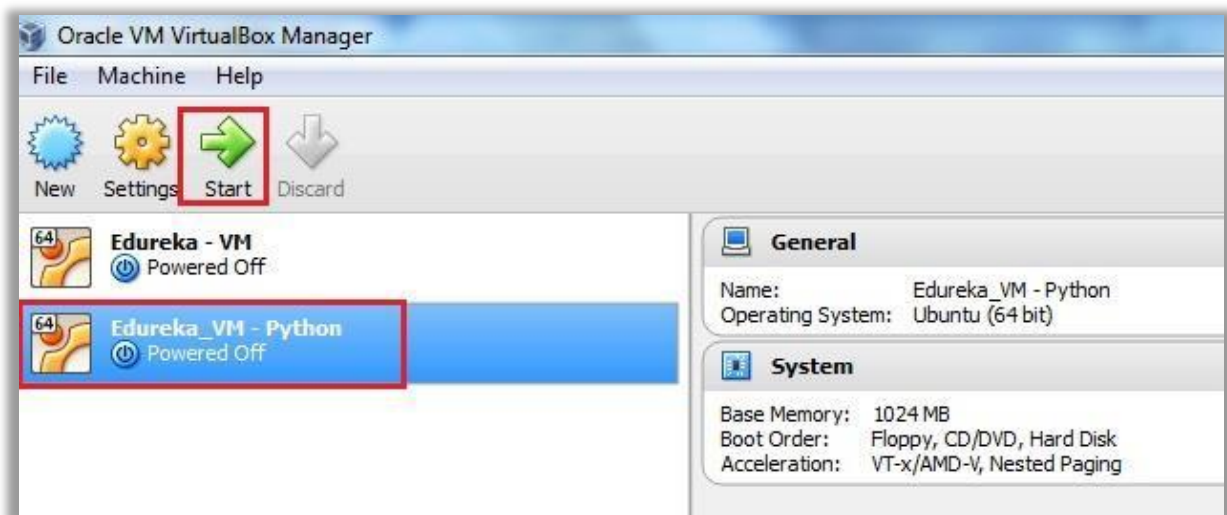 Oracle VM VirtualBox Manager
File Machine Help
New Settings Start Discard
64 Edureka - VM
Powered Off
64 Edureka_VM - Python
Powered Off
General
Name: Edureka_VM - Python
Operating System: Ubuntu (64 bit)
System
Base Memory: 1024 MB
Boot Order: Floppy, CD/DVD, Hard Disk
Acceleration: VT-x/AMD-V, Nested Paging